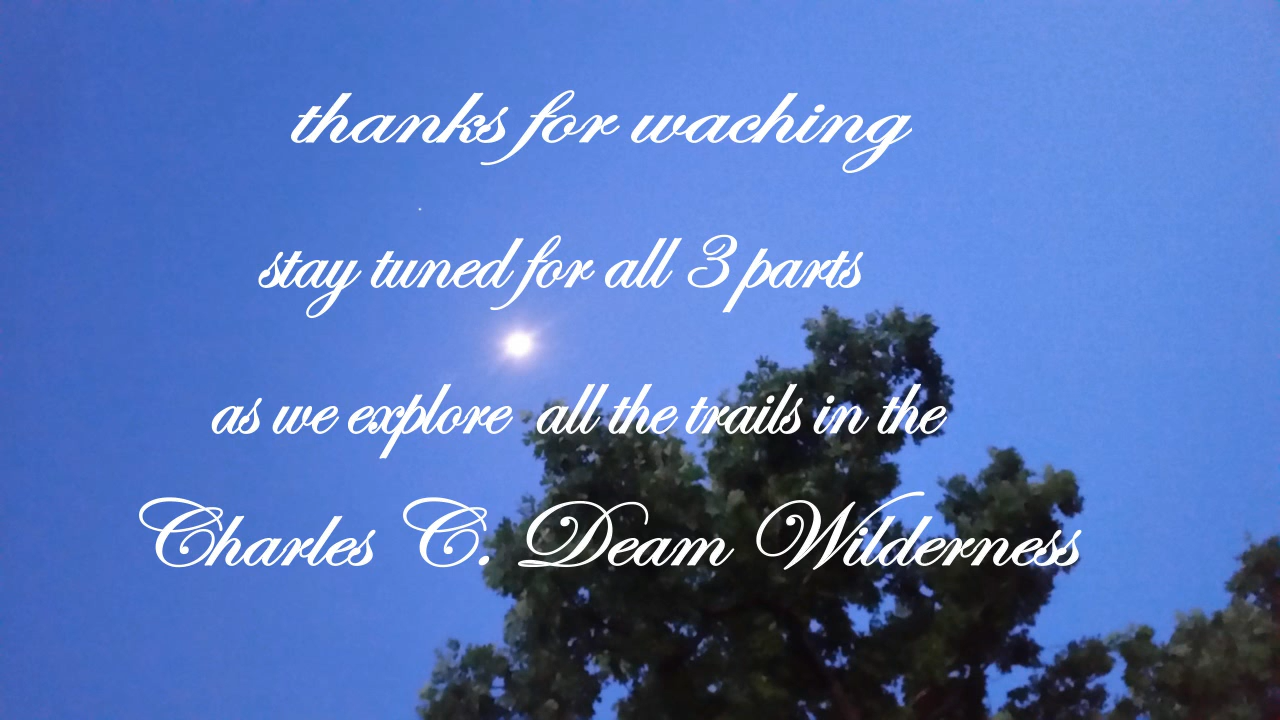 thanks for waching
stay tuned for all 3 parts
as we explore all the trails in the
Charles C. Deam Wilderness